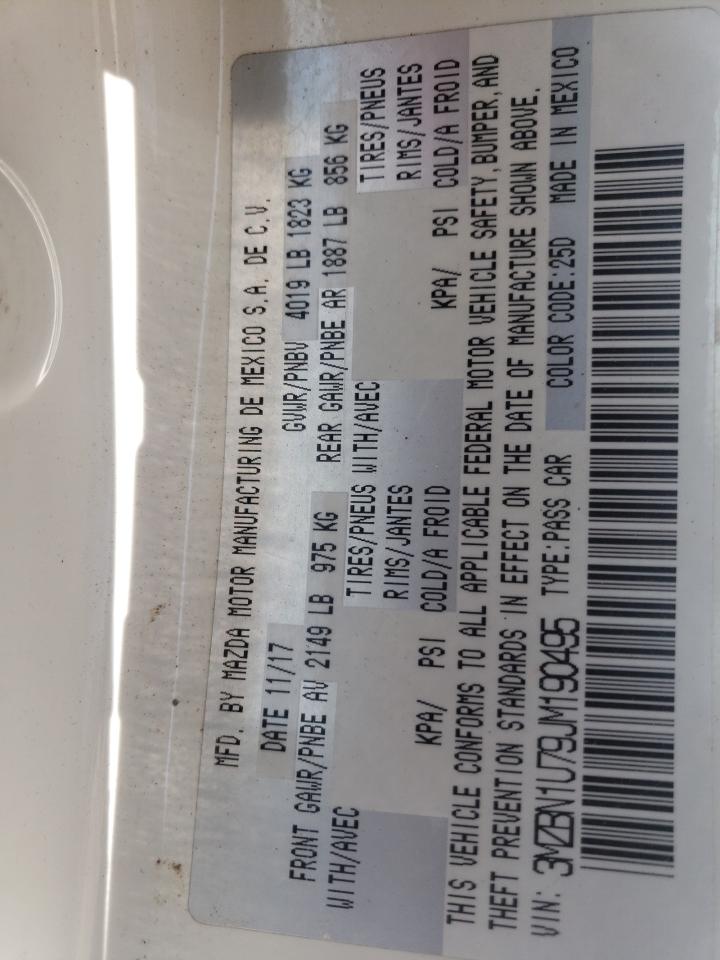 MFD. BY MAZDA MOTOR MANUFACTURING DE MEXICO S.A. DE C.V.
DATE 11/17 GVWR/PNBV 4019 LB 1823 KG
FRONT GAWR/PNBE AV 2149 LB 975 KG REAR GAWR/PNBE AR 1887 LB 856 KG
WITH/AVEC TIRES/PNEUS WITH/AVEC TIRES/PNEUS
RIMS/JANTES RIMS/JANTES
KPA/ PSI COLD/A FROID KPA/ PSI COLD/A FROID
THIS VEHICLE CONFORMS TO ALL APPLICABLE FEDERAL MOTOR VEHICLE SAFETY, BUMPER, AND
THEFT PREVENTION STANDARDS IN EFFECT ON THE DATE OF MANUFACTURE SHOWN ABOVE.
VIN: 3MZBN1U79JM190495 TYPE:PASS CAR COLOR CODE:25D MADE IN MEXICO